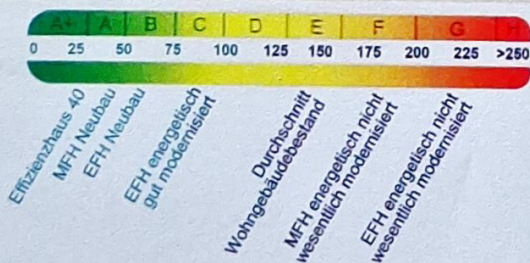 A+ A B C D E F G H
0 25 50 75 100 125 150 175 200 225 >250
Effizienzhaus 40
MFH Neubau
EFH Neubau
EFH energetisch
gut modernisiert
Durchschnitt
Wohngebäudebestand
MFH energetisch nicht
wesentlich modernisiert
EFH energetisch nicht
wesentlich modernisiert